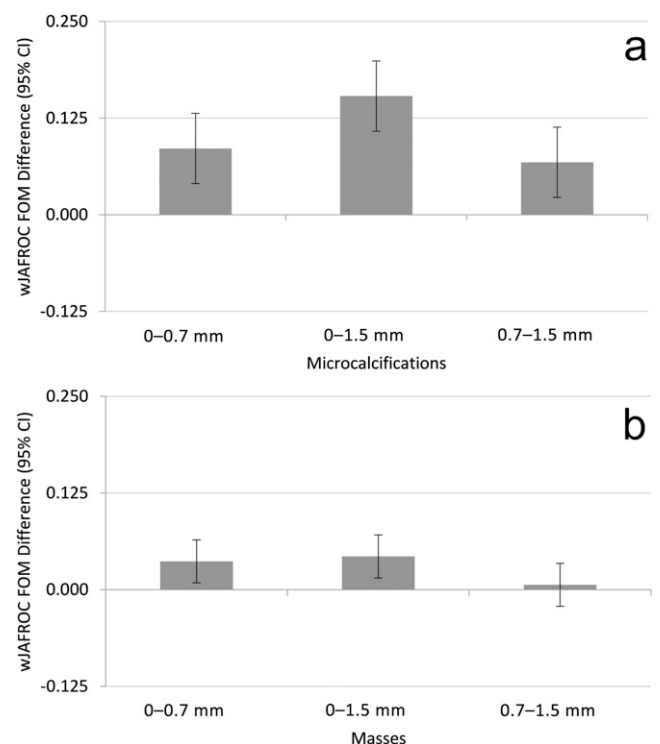 0.250
a
0.125
0.000
-0.125
wJAFROC FOM Difference (95% CI)
0–0.7 mm 0–1.5 mm 0.7–1.5 mm
Microcalcifications
0.250
b
0.125
0.000
-0.125
wJAFROC FOM Difference (95% CI)
0–0.7 mm 0–1.5 mm 0.7–1.5 mm
Masses